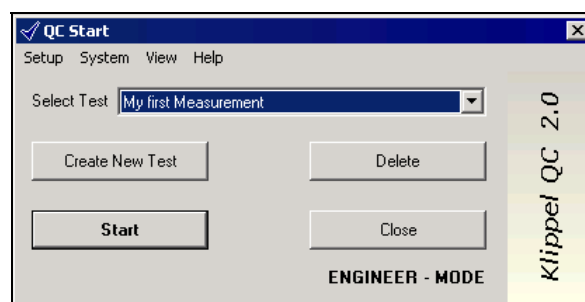 QC Start
Setup System View Help
Select Test My first Measurement
Create New Test Delete
Start Close
ENGINEER - MODE
Klippel QC 2.0